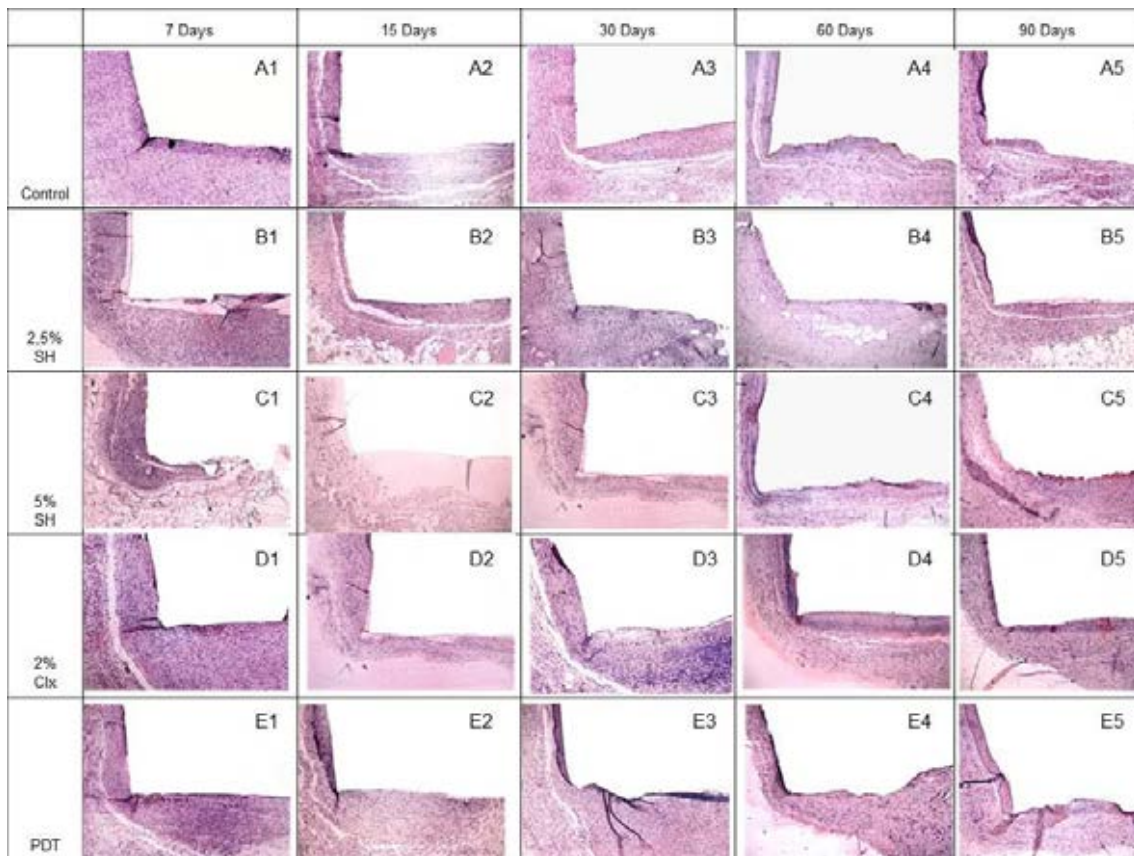 7 Days 15 Days 30 Days 60 Days 90 Days
A1 A2 A3 A4 A5
Control
B1 B2 B3 B4 B5
2,5%
SH
C1 C2 C3 C4 C5
5%
SH
D1 D2 D3 D4 D5
2%
Clx
E1 E2 E3 E4 E5
PDT